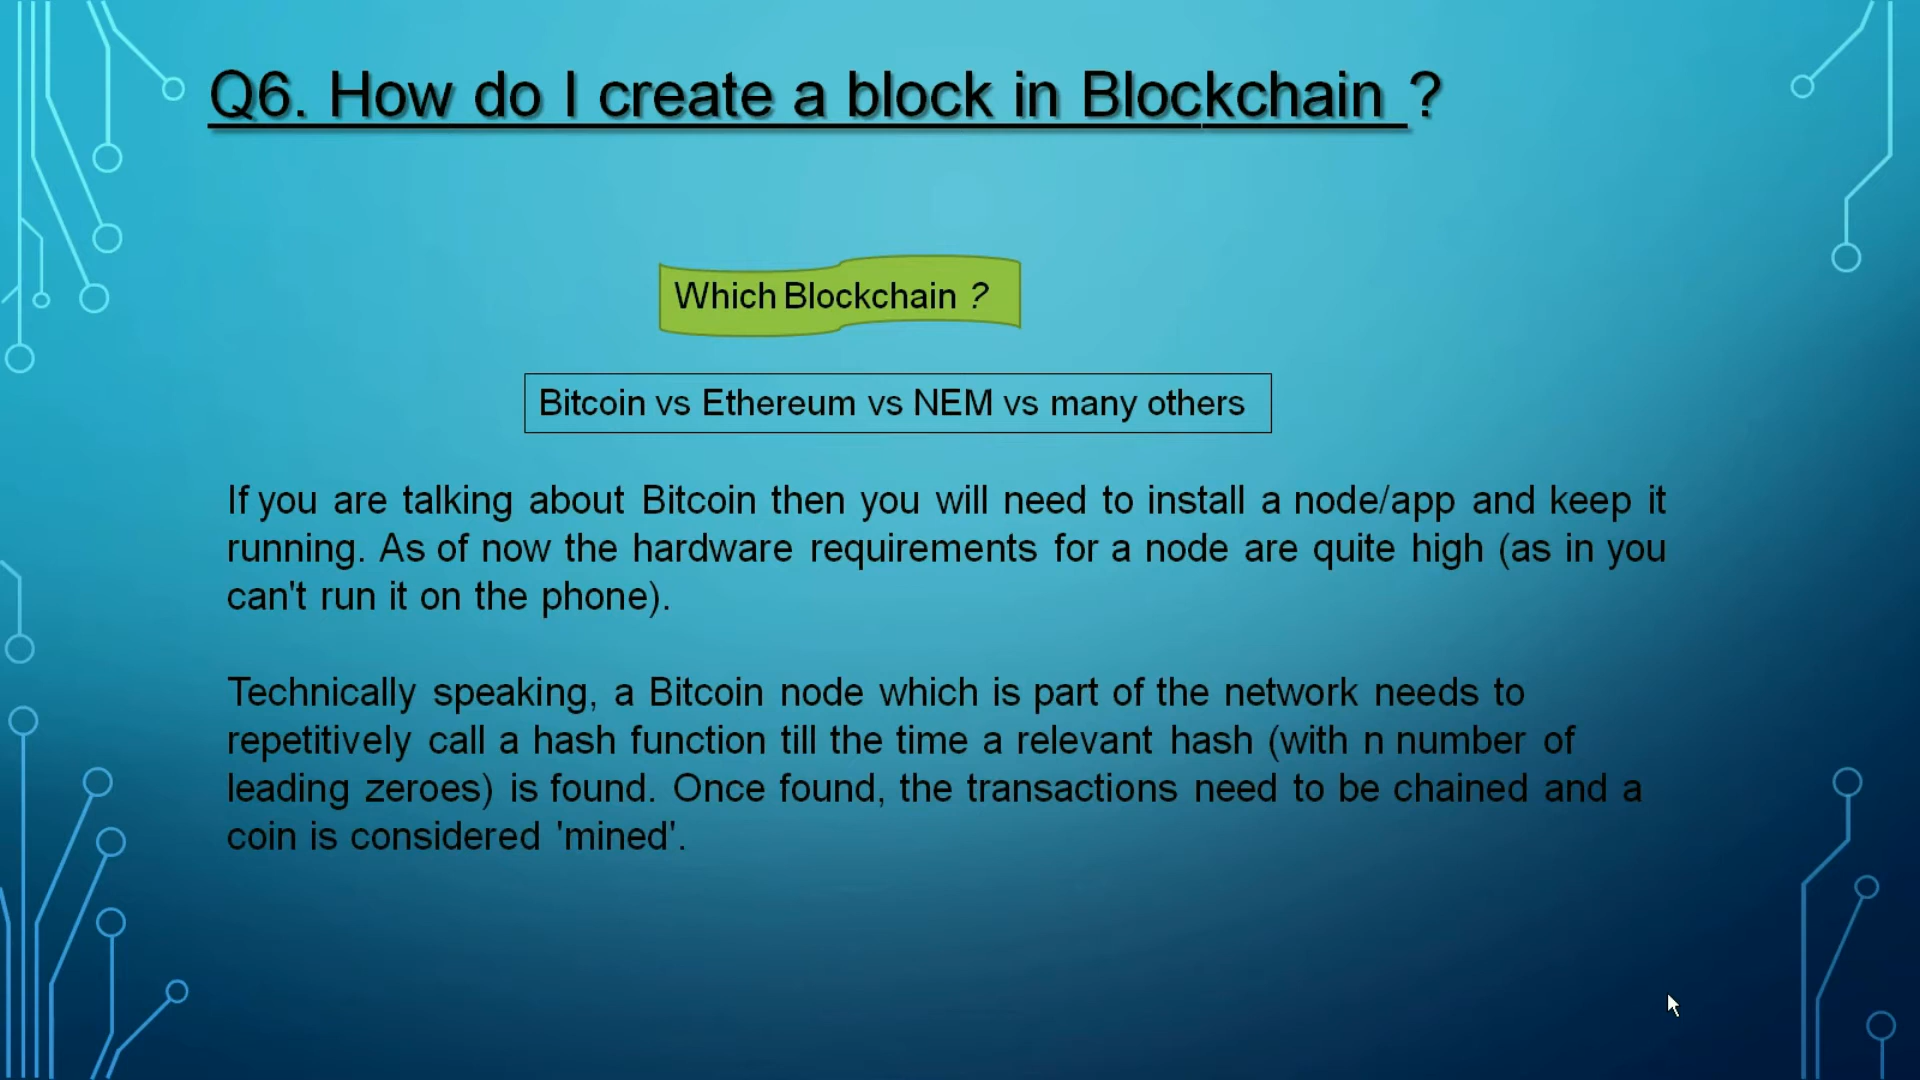 Q6. How do I create a block in Blockchain ?
Which Blockchain ?
Bitcoin vs Ethereum vs NEM vs many others
If you are talking about Bitcoin then you will need to install a node/app and keep it
running. As of now the hardware requirements for a node are quite high (as in you
can't run it on the phone).
Technically speaking, a Bitcoin node which is part of the network needs to
repetitively call a hash function till the time a relevant hash (with n number of
leading zeroes) is found. Once found, the transactions need to be chained and a
coin is considered 'mined'.